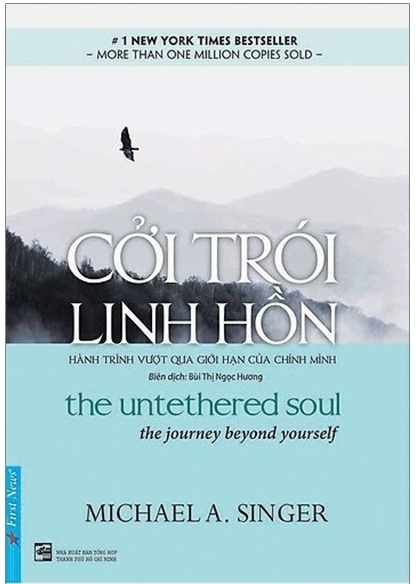 # 1 NEW YORK TIMES BESTSELLER
– MORE THAN ONE MILLION COPIES SOLD –
CỞI TRÓI
LINH HỒN
HÀNH TRÌNH VƯỢT QUA GIỚI HẠN CỦA CHÍNH MÌNH
Biên dịch: Bùi Thị Ngọc Hương
the untethered soul
the journey beyond yourself
MICHAEL A. SINGER
First News
NHÀ XUẤT BẢN TỔNG HỢP
THÀNH PHỐ HỒ CHÍ MINH